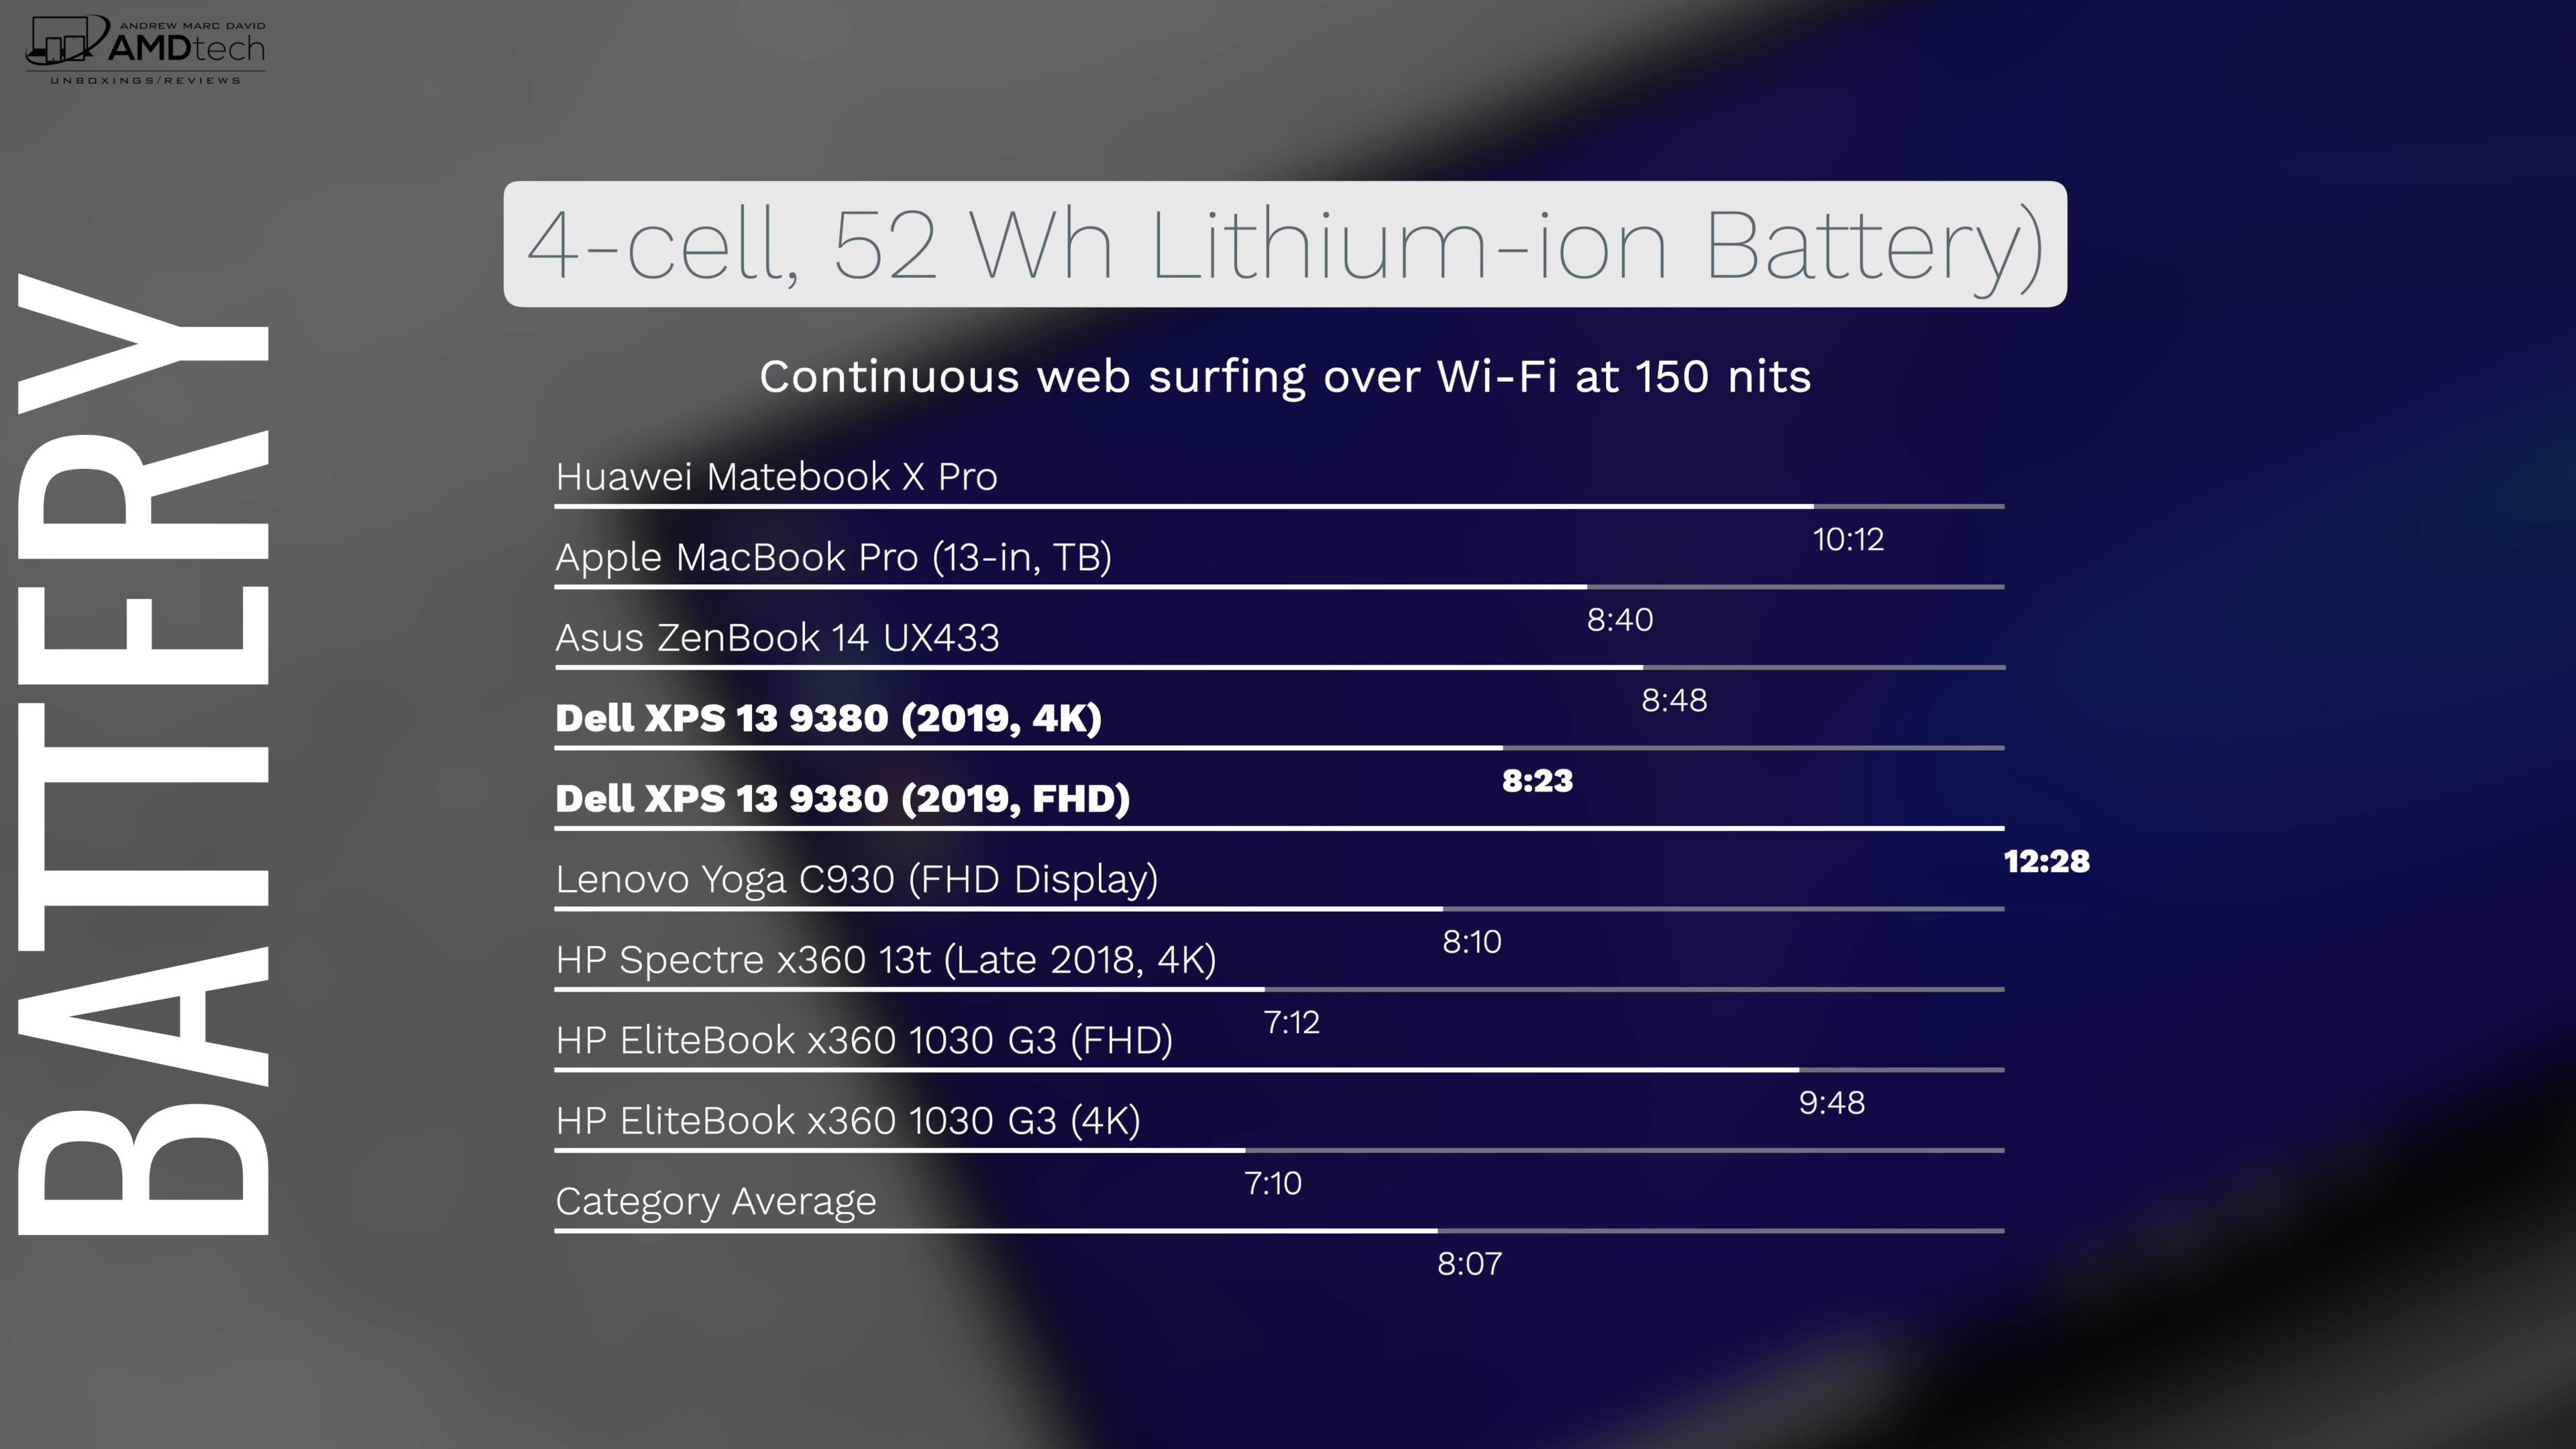 ANDREW MARC DAVID
AMDtech
UNBOXINGS/REVIEWS
BATTERY
4-cell, 52 Wh Lithium-ion Battery)
Continuous web surfing over Wi-Fi at 150 nits
Huawei Matebook X Pro
10:12
Apple MacBook Pro (13-in, TB)
8:40
Asus ZenBook 14 UX433
8:48
Dell XPS 13 9380 (2019, 4K)
8:23
Dell XPS 13 9380 (2019, FHD)
12:28
Lenovo Yoga C930 (FHD Display)
8:10
HP Spectre x360 13t (Late 2018, 4K)
7:12
HP EliteBook x360 1030 G3 (FHD)
9:48
HP EliteBook x360 1030 G3 (4K)
7:10
Category Average
8:07